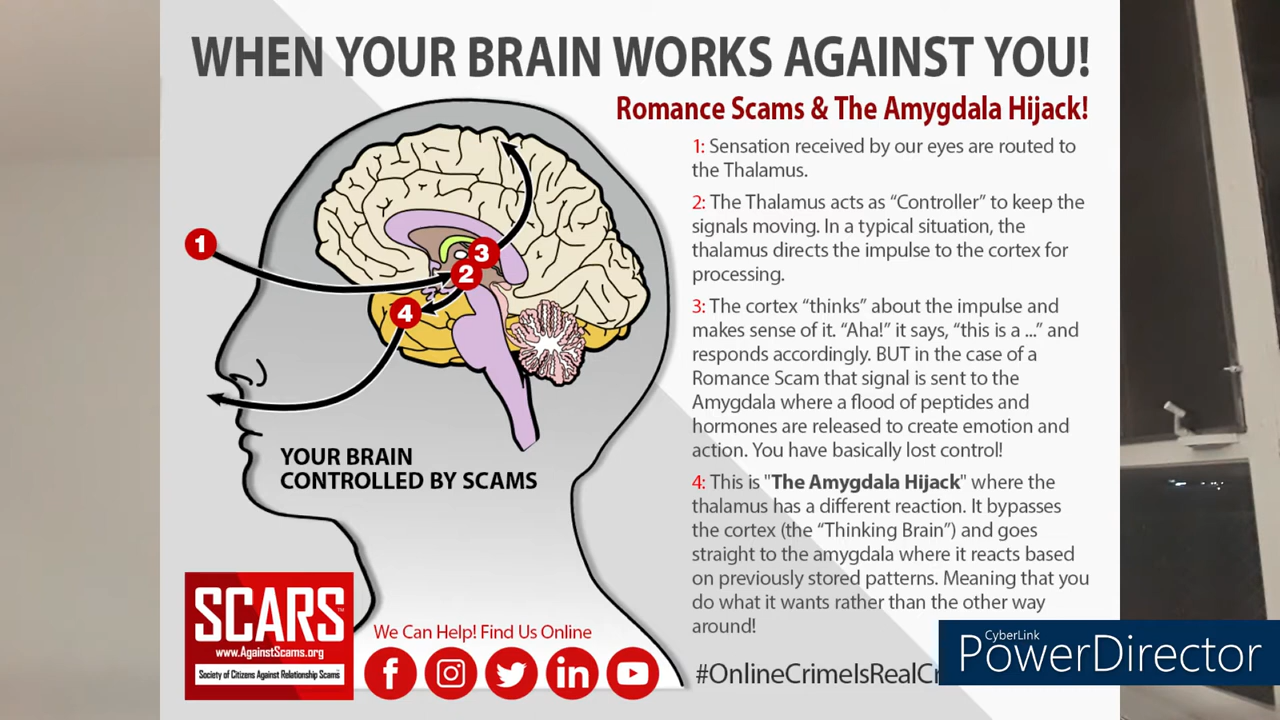 WHEN YOUR BRAIN WORKS AGAINST YOU!
Romance Scams & The Amygdala Hijack!
1: Sensation received by our eyes are routed to
the Thalamus.
2: The Thalamus acts as “Controller” to keep the
signals moving. In a typical situation, the
thalamus directs the impulse to the cortex for
processing.
3: The cortex “thinks” about the impulse and
makes sense of it. “Aha!” it says, “this is a ...” and
responds accordingly. BUT in the case of a
Romance Scam that signal is sent to the
Amygdala where a flood of peptides and
hormones are released to create emotion and
action. You have basically lost control!
4: This is "The Amygdala Hijack" where the
thalamus has a different reaction. It bypasses
the cortex (the “Thinking Brain”) and goes
straight to the amygdala where it reacts based
on previously stored patterns. Meaning that you
do what it wants rather than the other way
around!
1
3
2
4
YOUR BRAIN
CONTROLLED BY SCAMS
SCARS™
www.AgainstScams.org
Society of Citizens Against Relationship Scams
We Can Help! Find Us Online
#OnlineCrimeIsRealCr
CyberLink
PowerDirector